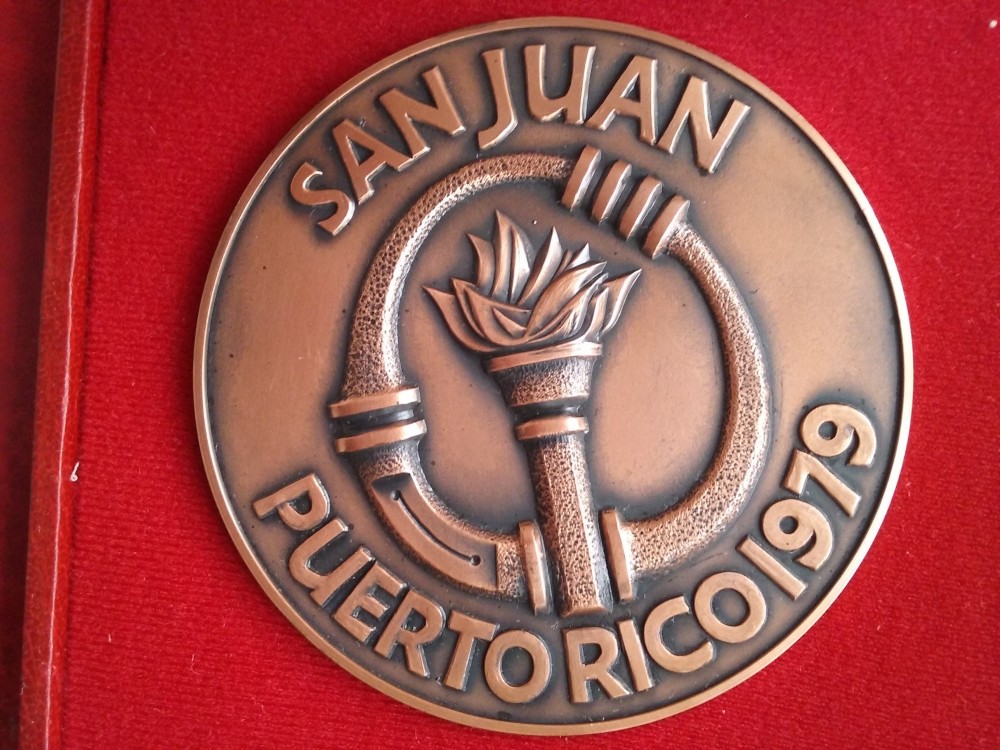 SAN JUAN
PUERTO RICO 1979